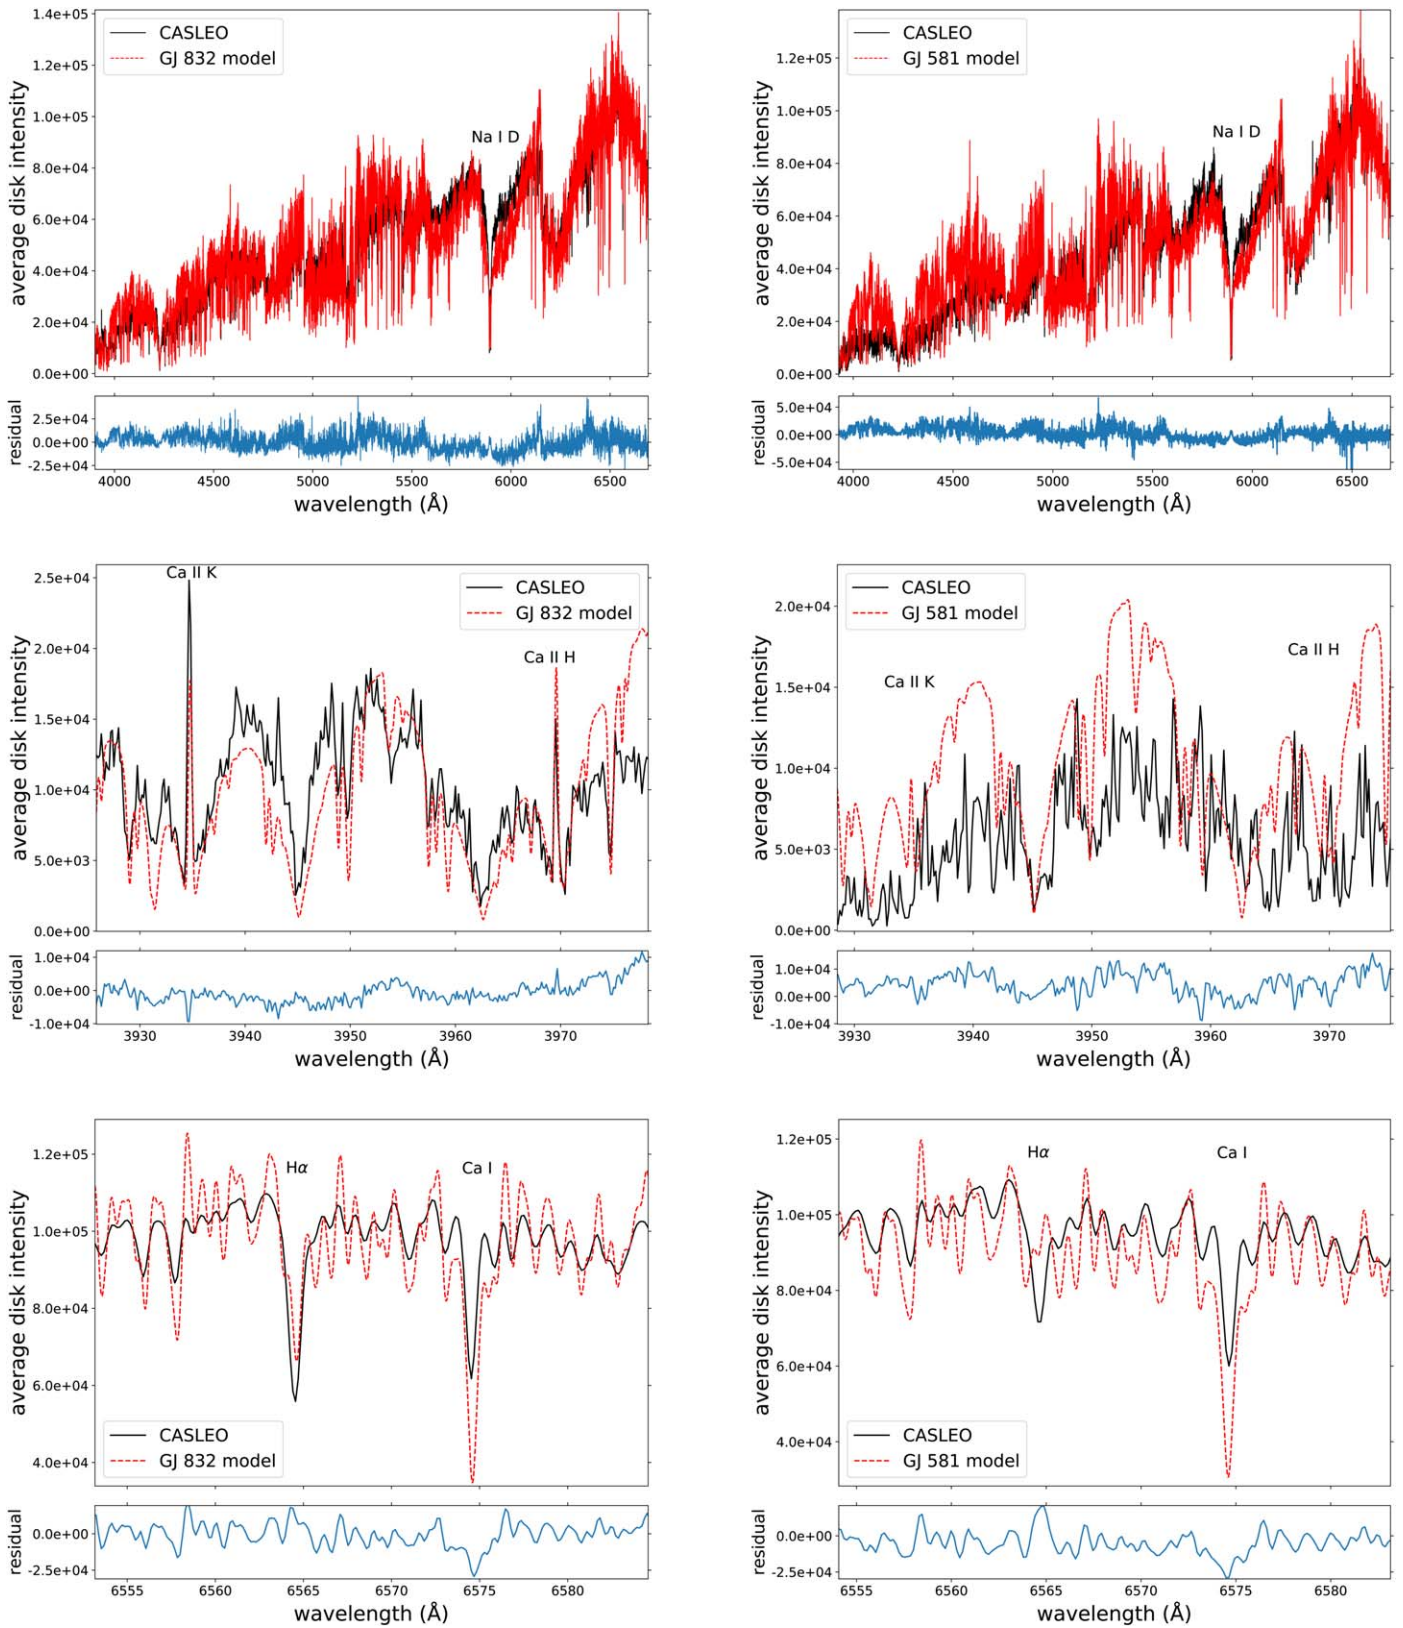 CASLEO
GJ 832 model
Na I D
average disk intensity
1.4e+05
1.2e+05
1.0e+05
8.0e+04
6.0e+04
4.0e+04
2.0e+04
0.0e+00
residual
2.5e+04
0.0e+00
-2.5e+04
4000 4500 5000 5500 6000 6500
wavelength (Å)
CASLEO
GJ 581 model
Na I D
average disk intensity
1.2e+05
1.0e+05
8.0e+04
6.0e+04
4.0e+04
2.0e+04
0.0e+00
residual
5.0e+04
0.0e+00
-5.0e+04
4000 4500 5000 5500 6000 6500
wavelength (Å)
Ca II K
CASLEO
GJ 832 model
Ca II H
average disk intensity
2.5e+04
2.0e+04
1.5e+04
1.0e+04
5.0e+03
0.0e+00
residual
1.0e+04
0.0e+00
-1.0e+04
3930 3940 3950 3960 3970
wavelength (Å)
CASLEO
GJ 581 model
Ca II H
Ca II K
average disk intensity
2.0e+04
1.5e+04
1.0e+04
5.0e+03
0.0e+00
residual
1.0e+04
0.0e+00
-1.0e+04
3930 3940 3950 3960 3970
wavelength (Å)
Hα
Ca I
average disk intensity
1.2e+05
1.0e+05
8.0e+04
6.0e+04
4.0e+04
CASLEO
GJ 832 model
residual
0.0e+00
-2.5e+04
6555 6560 6565 6570 6575 6580
wavelength (Å)
Hα
Ca I
average disk intensity
1.2e+05
1.0e+05
8.0e+04
6.0e+04
4.0e+04
CASLEO
GJ 581 model
residual
0.0e+00
-2.5e+04
6555 6560 6565 6570 6575 6580
wavelength (Å)